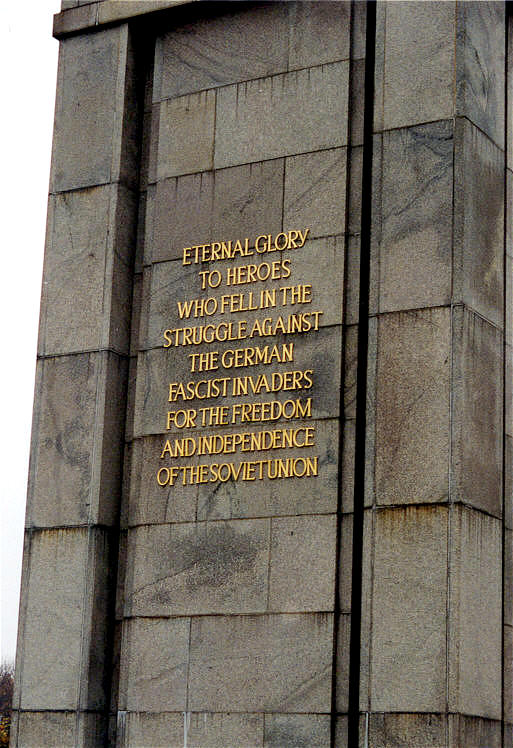 ETERNAL GLORY
TO HEROES
WHO FELL IN THE
STRUGGLE AGAINST
THE GERMAN
FASCIST INVADERS
FOR THE FREEDOM
AND INDEPENDENCE
OF THE SOVIET UNION